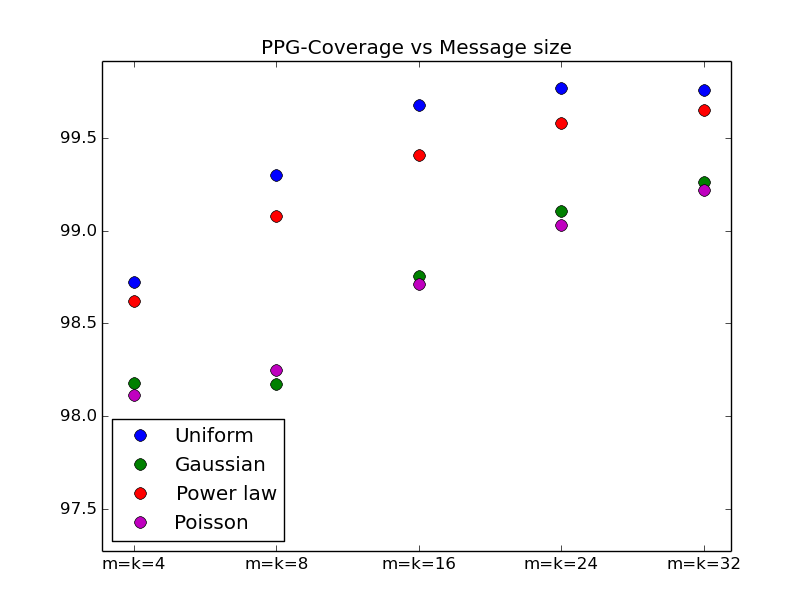 PPG-Coverage vs Message size
99.5
99.0
98.5
98.0
97.5
Uniform
Gaussian
Power law
Poisson
m=k=4 m=k=8 m=k=16 m=k=24 m=k=32